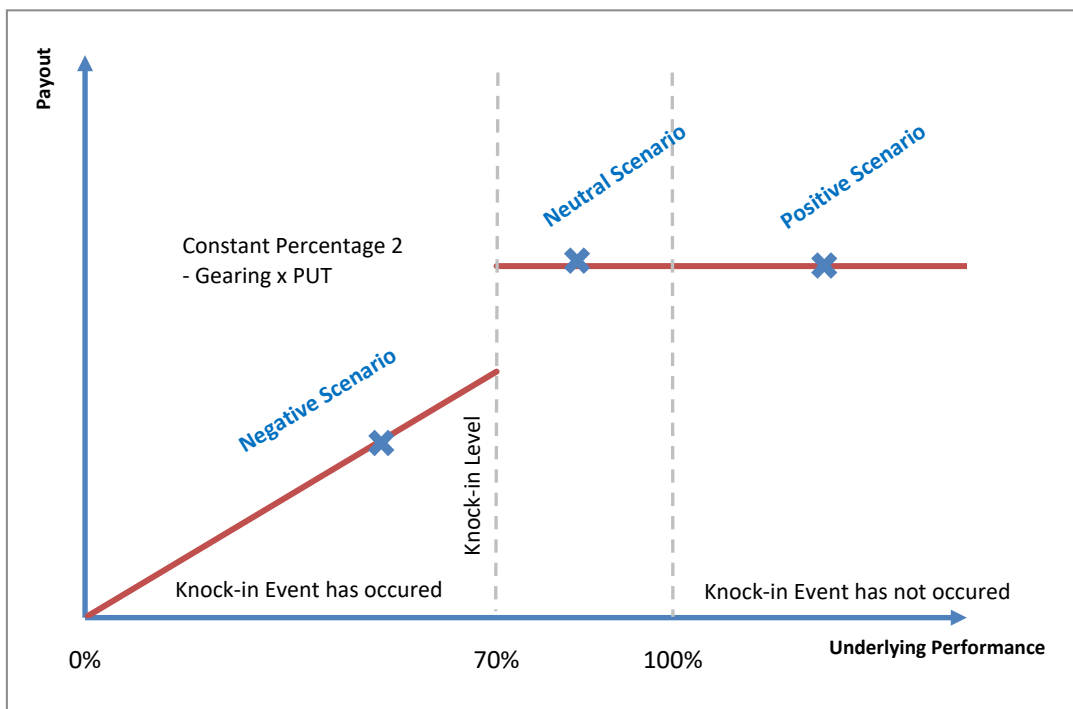 Payout
Neutral Scenario
Positive Scenario
Constant Percentage 2
- Gearing x PUT
Negative Scenario
Knock-in Level
Knock-in Event has occured
Knock-in Event has not occured
0%
70%
100%
Underlying Performance